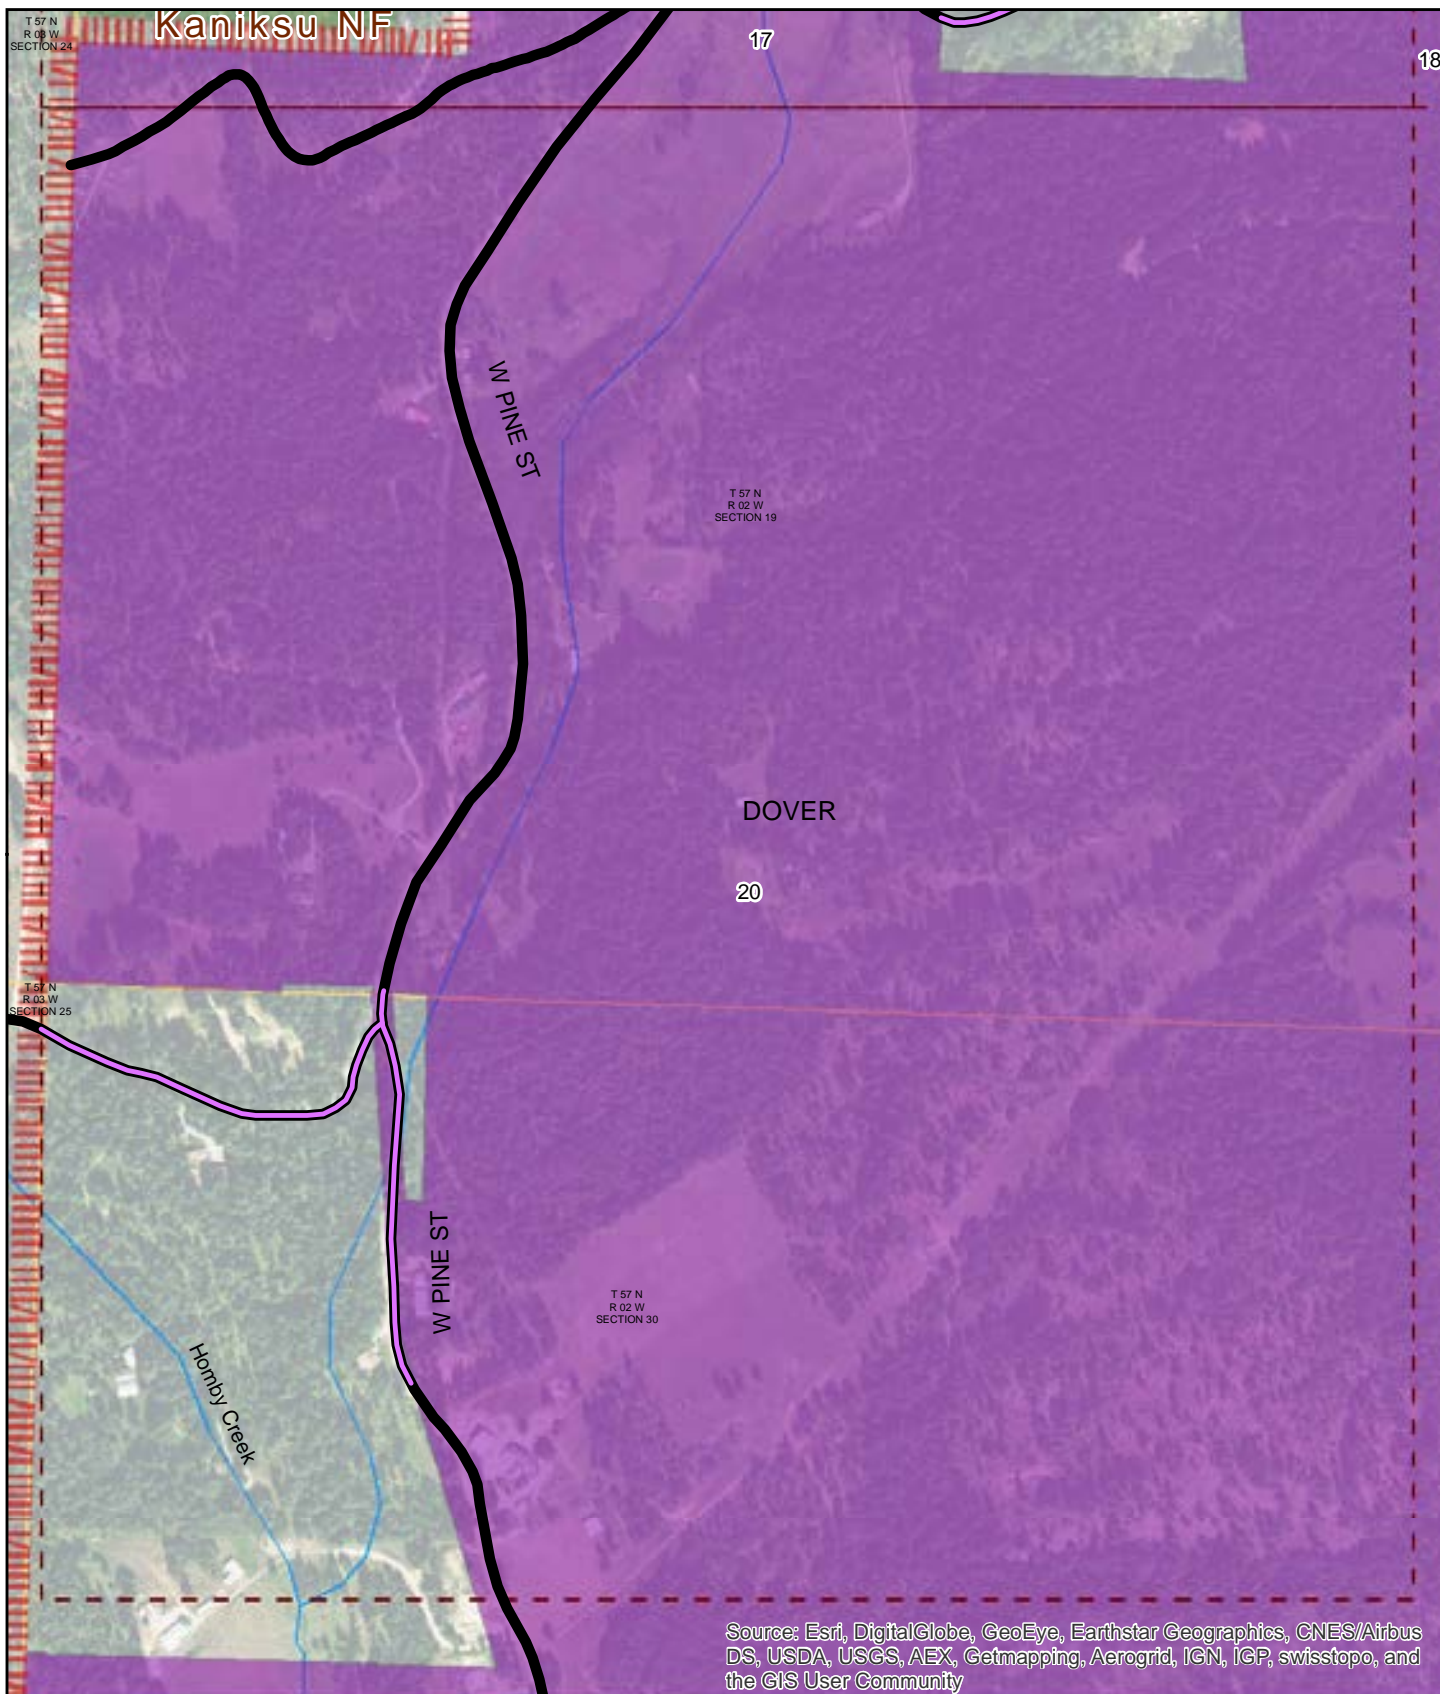 T 57 N
R 03 W
SECTION 24
Kaniksu NF
17
18
W PINE ST
T 57 N
R 02 W
SECTION 19
DOVER
20
T 57 N
R 03 W
SECTION 25
W PINE ST
T 57 N
R 02 W
SECTION 30
Homby Creek
Source: Esri, DigitalGlobe, GeoEye, Earthstar Geographics, CNES/Airbus
DS, USDA, USGS, AEX, Getmapping, Aerogrid, IGN, IGP, swisstopo, and
the GIS User Community